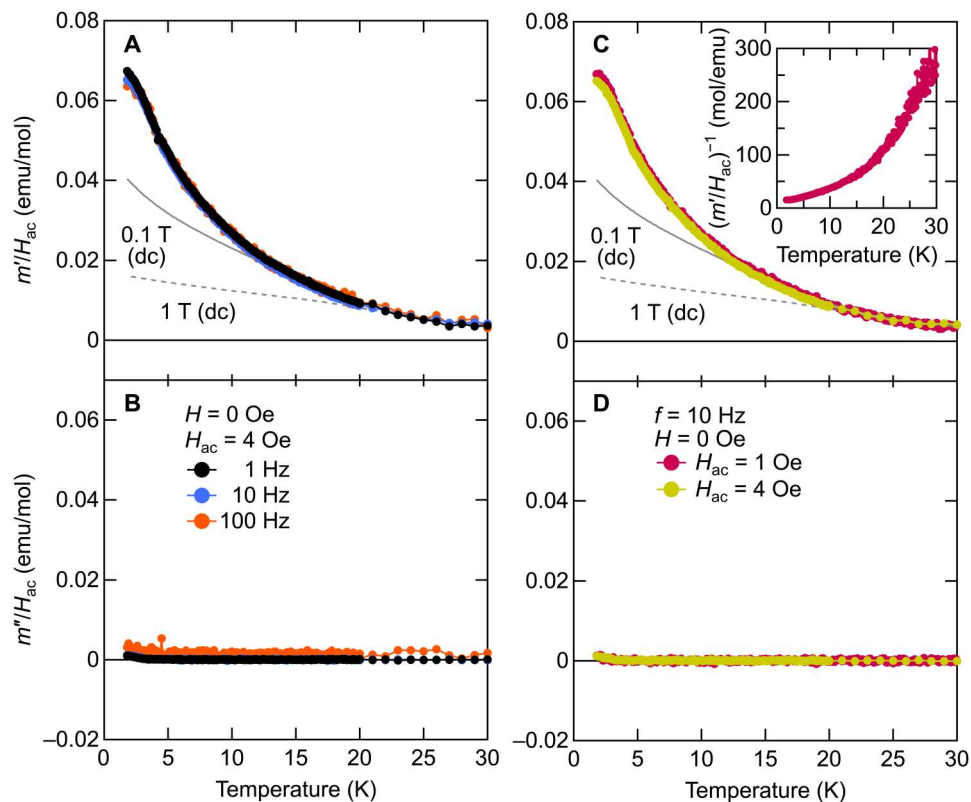 A
0.08
0.06
0.04
0.02
0
m′/Hac (emu/mol)
0.1 T
(dc)
1 T (dc)
B
H = 0 Oe
Hac = 4 Oe
1 Hz
10 Hz
100 Hz
0.06
0.04
0.02
0
–0.02
m″/Hac (emu/mol)
0 5 10 15 20 25 30
Temperature (K)
C
0.08
0.06
0.04
0.02
0
0.1 T
(dc)
1 T (dc)
300
200
100
0
(m′/Hac)–1 (mol/emu)
0 10 20 30
Temperature (K)
D
f = 10 Hz
H = 0 Oe
Hac = 1 Oe
Hac = 4 Oe
0.06
0.04
0.02
0
–0.02
0 5 10 15 20 25 30
Temperature (K)